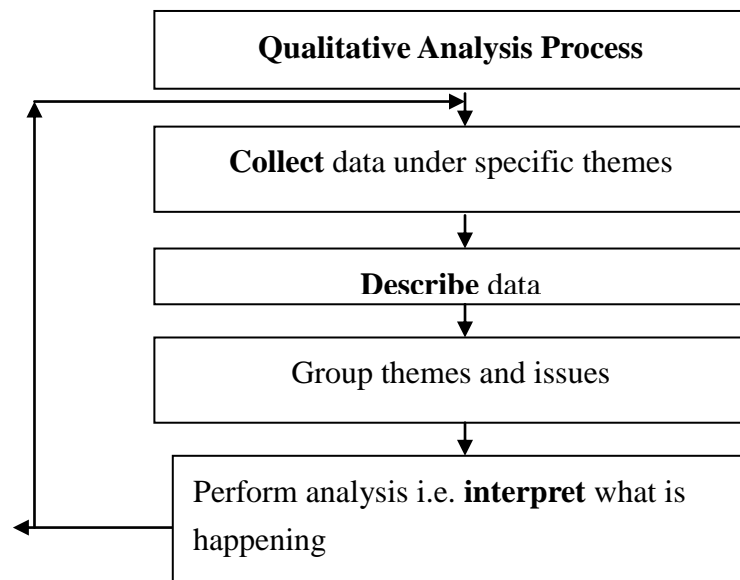 Qualitative Analysis Process
Collect data under specific themes
Describe data
Group themes and issues
Perform analysis i.e. interpret what is
happening